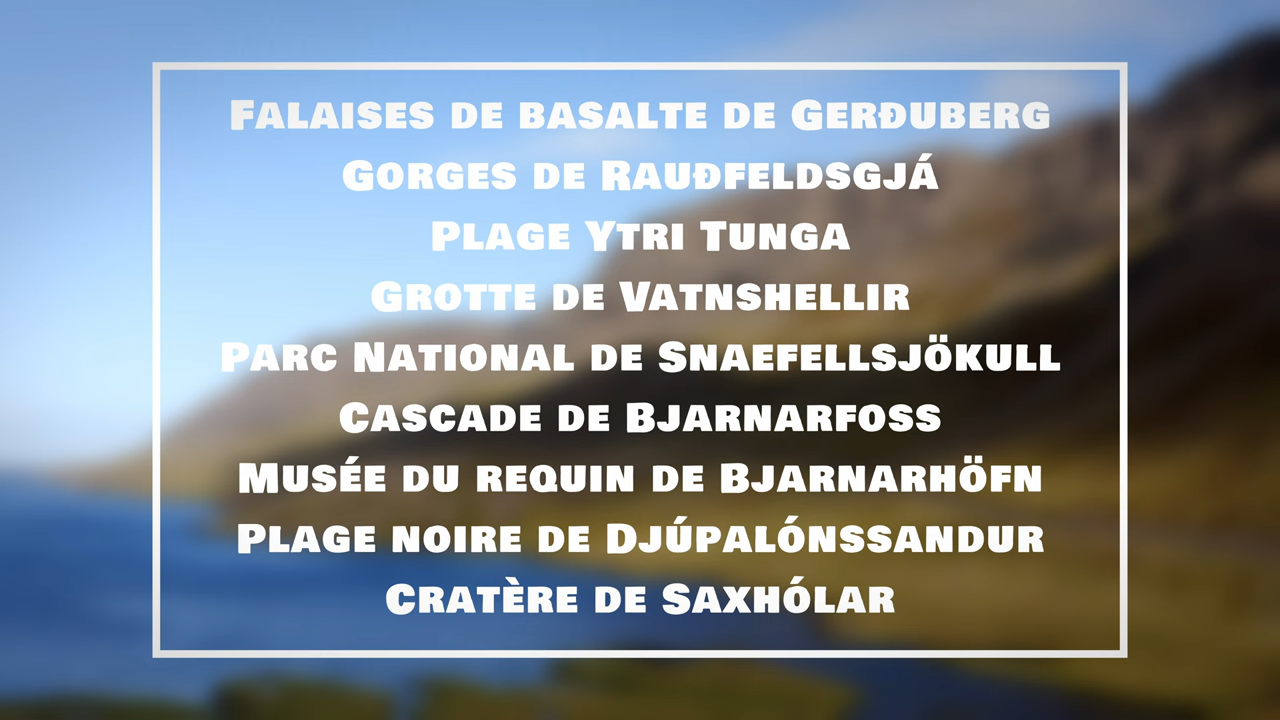 Falaises de basalte de Gerðuberg
Gorges de Rauðfeldsgjá
Plage Ytri Tunga
Grotte de Vatnshellir
Parc National de Snaefellsjökull
Cascade de Bjarnarfoss
Musée du requin de Bjarnarhöfn
Plage noire de Djúpalónssandur
Cratère de Saxhólar